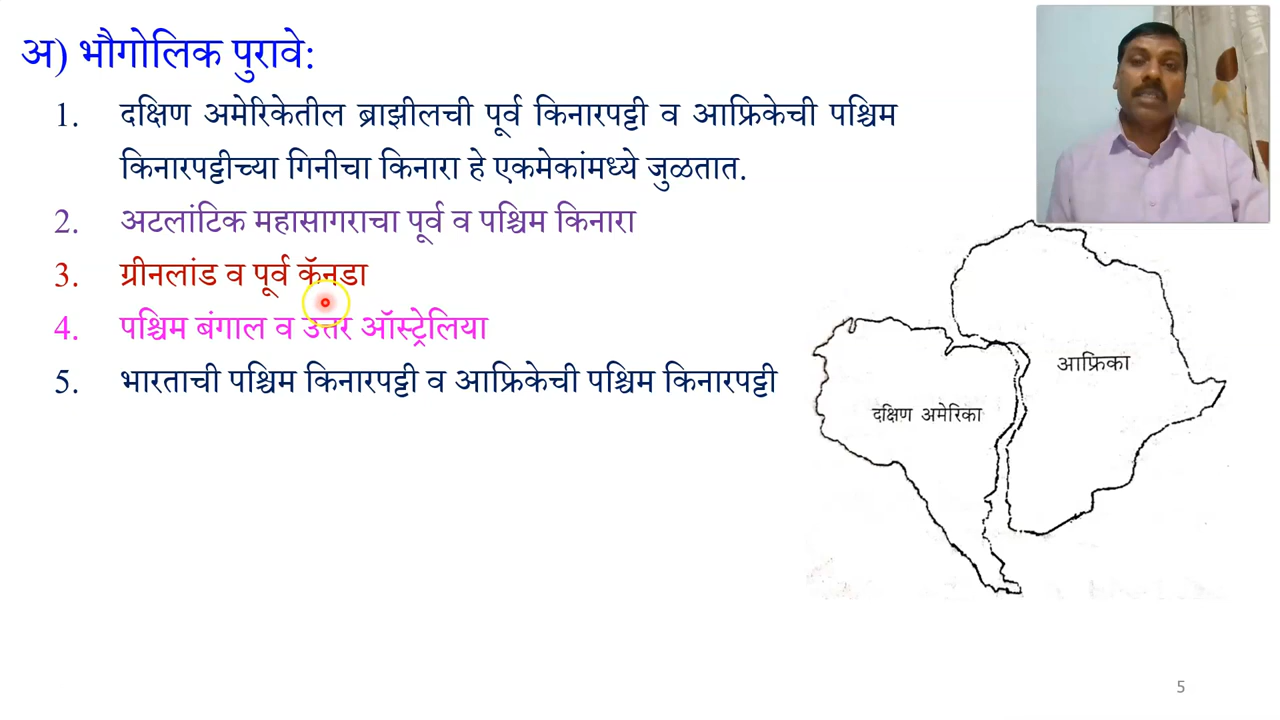 अ) भौगोलिक पुरावे:
1. दक्षिण अमेरिकेतील ब्राझीलची पूर्व किनारपट्टी व आफ्रिकेची पश्चिम
किनारपट्टीच्या गिनीचा किनारा हे एकमेकांमध्ये जुळतात.
2. अटलांटिक महासागराचा पूर्व व पश्चिम किनारा
3. ग्रीनलांड व पूर्व कॅनडा
4. पश्चिम बंगाल व उत्तर ऑस्ट्रेलिया
5. भारताची पश्चिम किनारपट्टी व आफ्रिकेची पश्चिम किनारपट्टी
आफ्रिका
दक्षिण अमेरिका
5